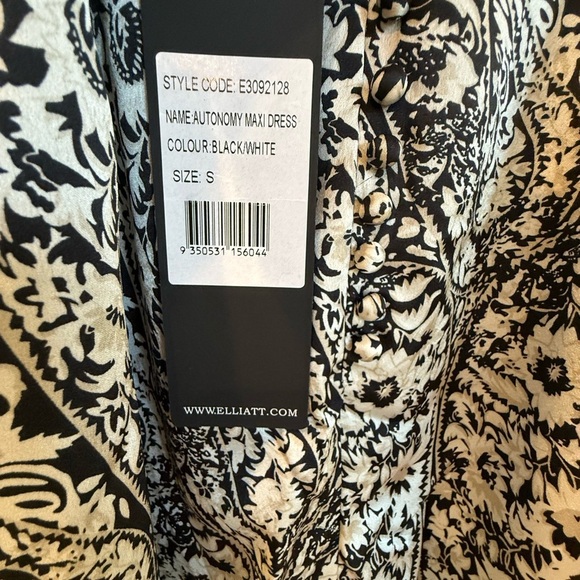 STYLE CODE: E3092128
NAME:AUTONOMY MAXI DRESS
COLOUR:BLACK/WHITE
SIZE: S
9 350531 156044
WWW.ELLIATT.COM